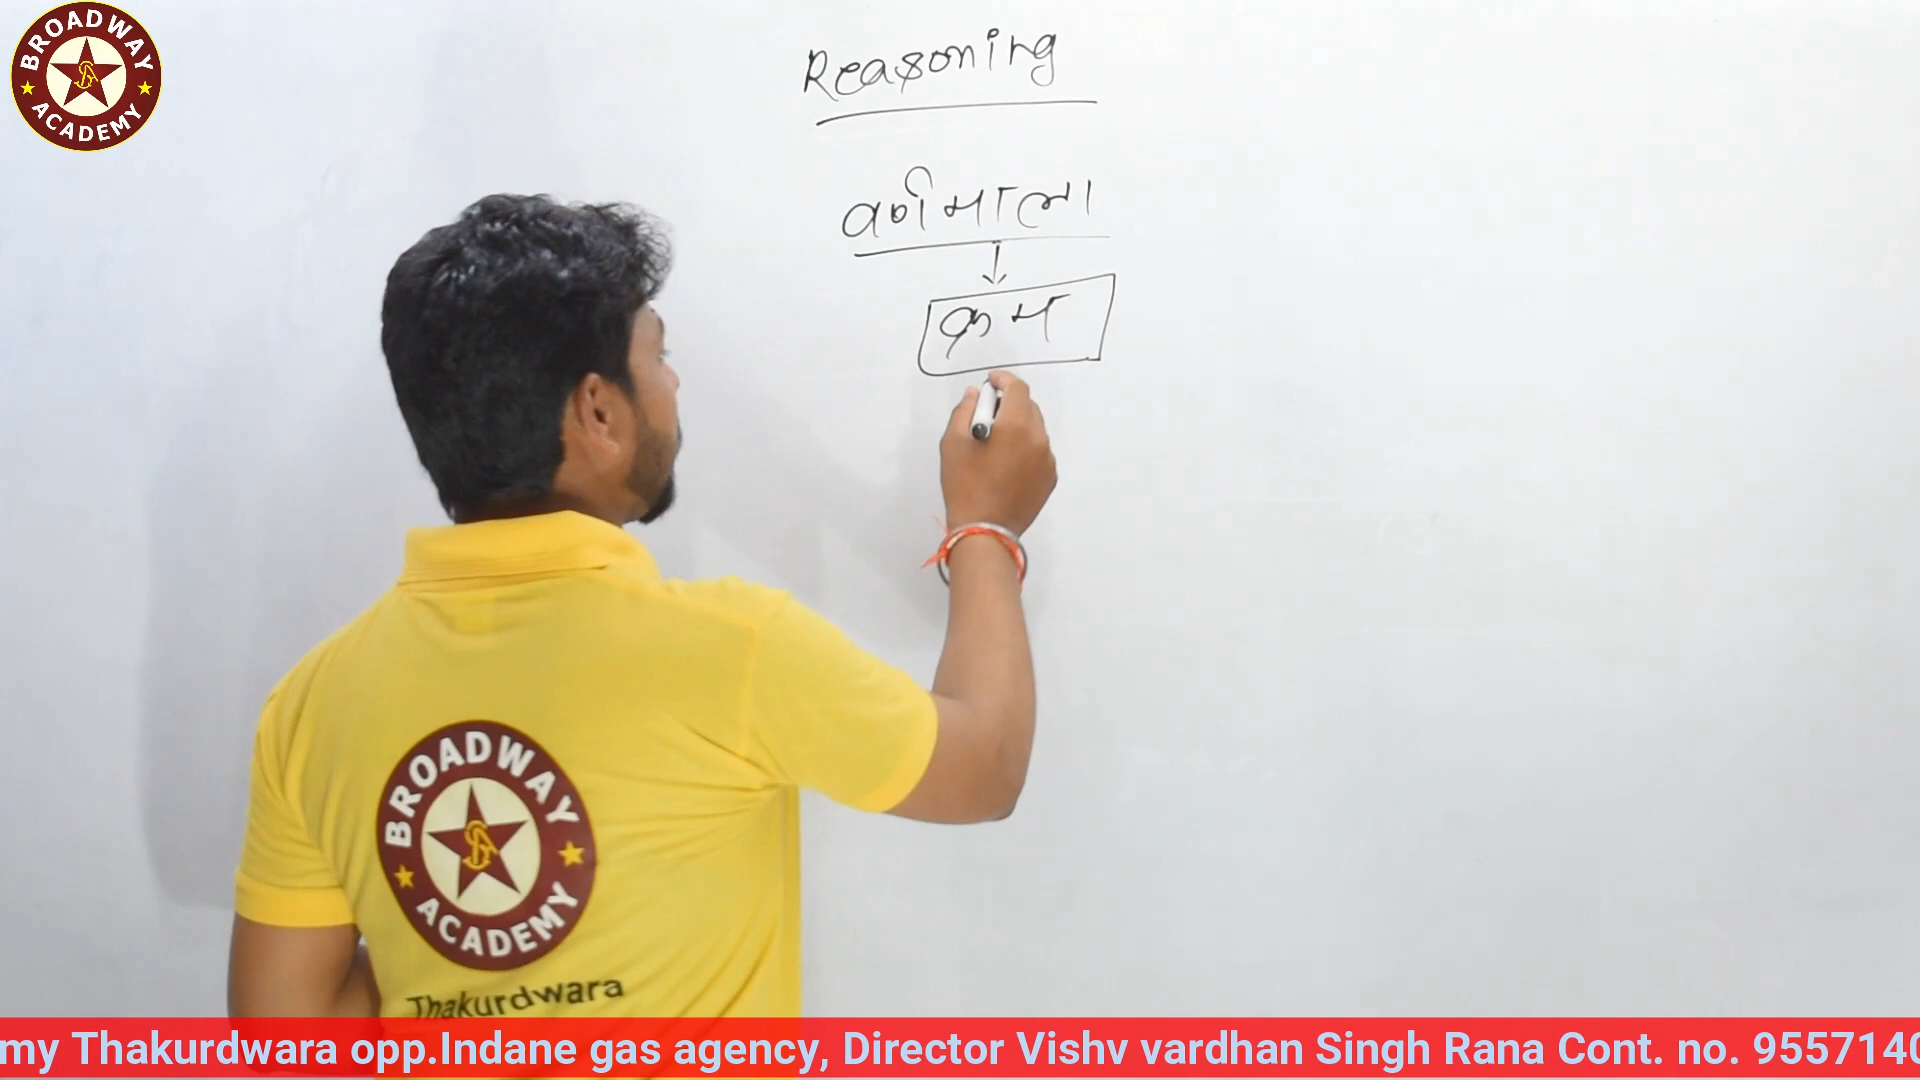 BROADWAY
ACADEMY
Reasoning
वर्णमाला
क्रम
BROADWAY
ACADEMY
Thakurdwara
my Thakurdwara opp.Indane gas agency, Director Vishv vardhan Singh Rana Cont. no. 9557140